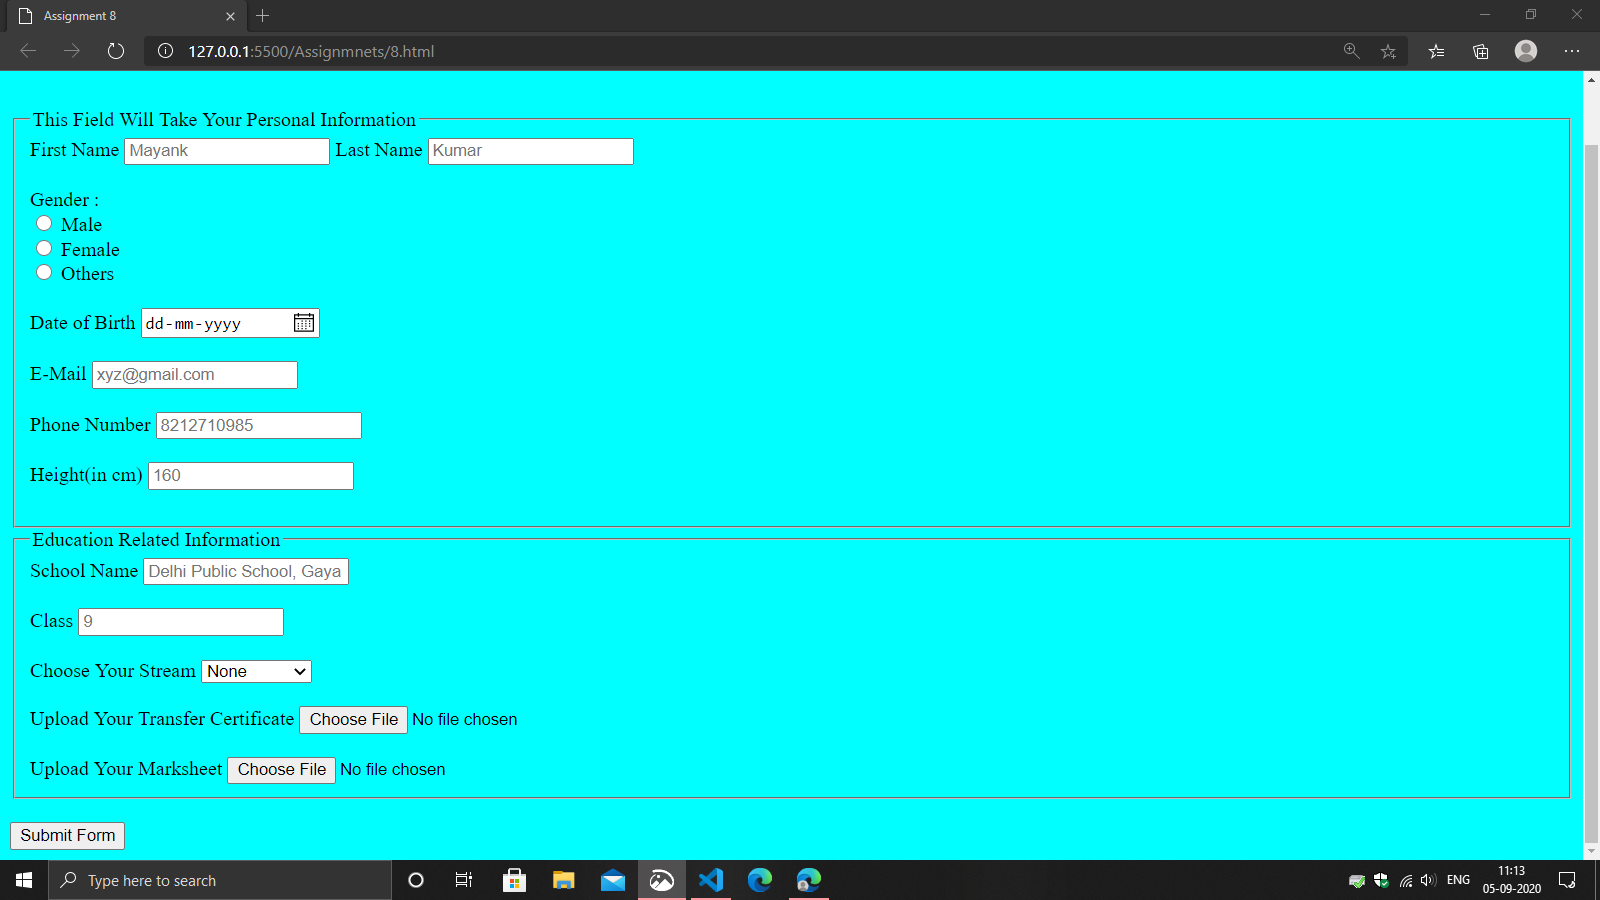 Assignment 8
127.0.0.1:5500/Assignmnets/8.html
This Field Will Take Your Personal Information
First Name Mayank Last Name Kumar
Gender :
Male
Female
Others
Date of Birth dd-mm-yyyy
E-Mail xyz@gmail.com
Phone Number 8212710985
Height(in cm) 160
Education Related Information
School Name Delhi Public School, Gaya
Class 9
Choose Your Stream None
Upload Your Transfer Certificate Choose File No file chosen
Upload Your Marksheet Choose File No file chosen
Submit Form
Type here to search
ENG
11:13
05-09-2020